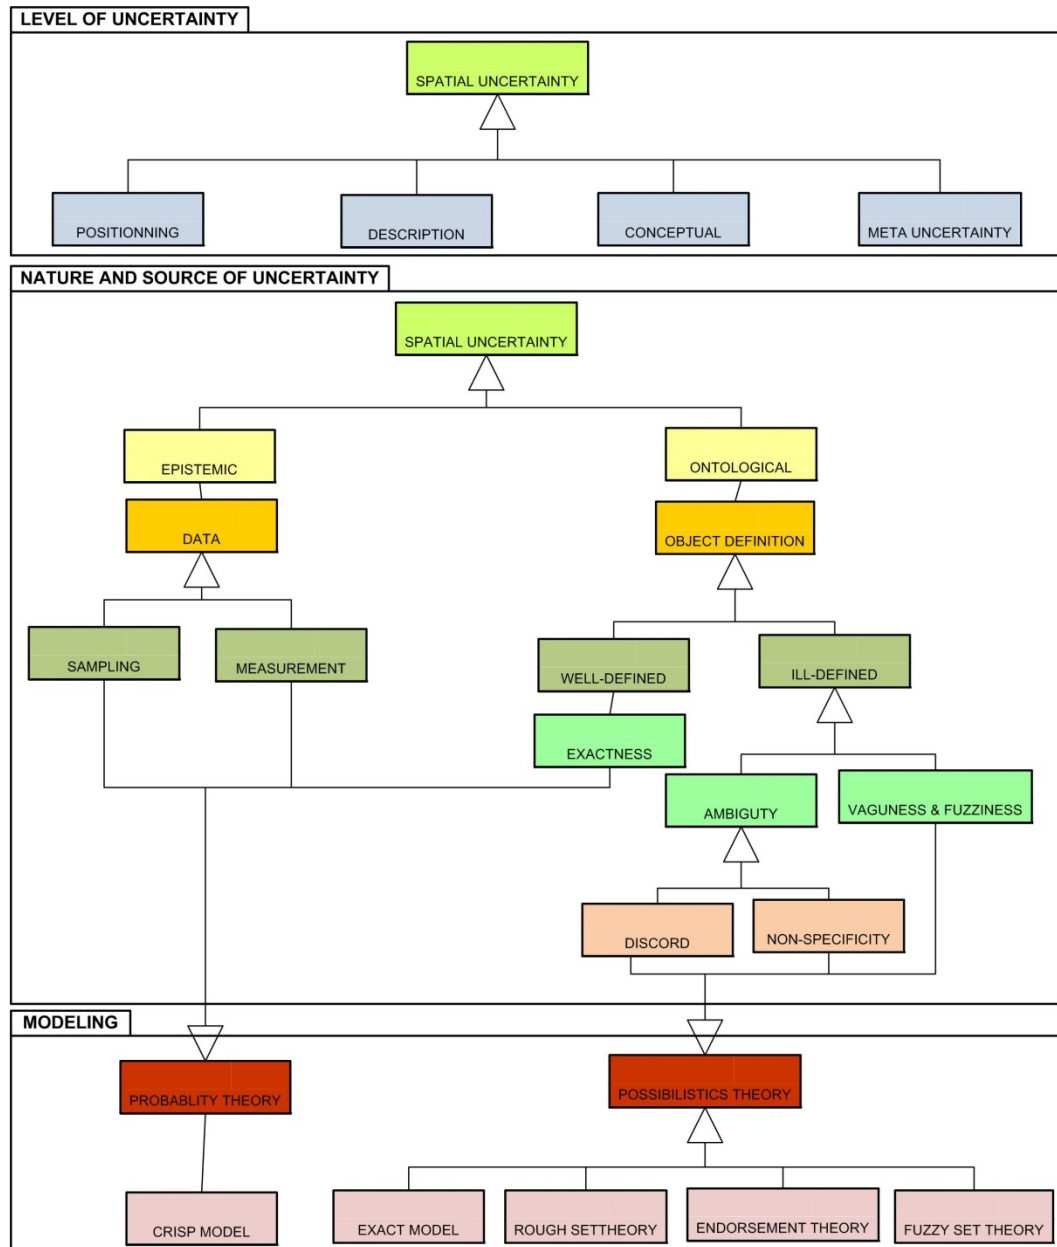 LEVEL OF UNCERTAINTY
SPATIAL UNCERTAINTY
POSITIONNING
DESCRIPTION
CONCEPTUAL
META UNCERTAINTY
NATURE AND SOURCE OF UNCERTAINTY
SPATIAL UNCERTAINTY
EPISTEMIC
ONTOLOGICAL
DATA
OBJECT DEFINITION
SAMPLING
MEASUREMENT
WELL-DEFINED
ILL-DEFINED
EXACTNESS
AMBIGUTY
VAGUNESS & FUZZINESS
DISCORD
NON-SPECIFICITY
MODELING
PROBABLITY THEORY
POSSIBILISTICS THEORY
CRISP MODEL
EXACT MODEL
ROUGH SETTHEORY
ENDORSEMENT THEORY
FUZZY SET THEORY